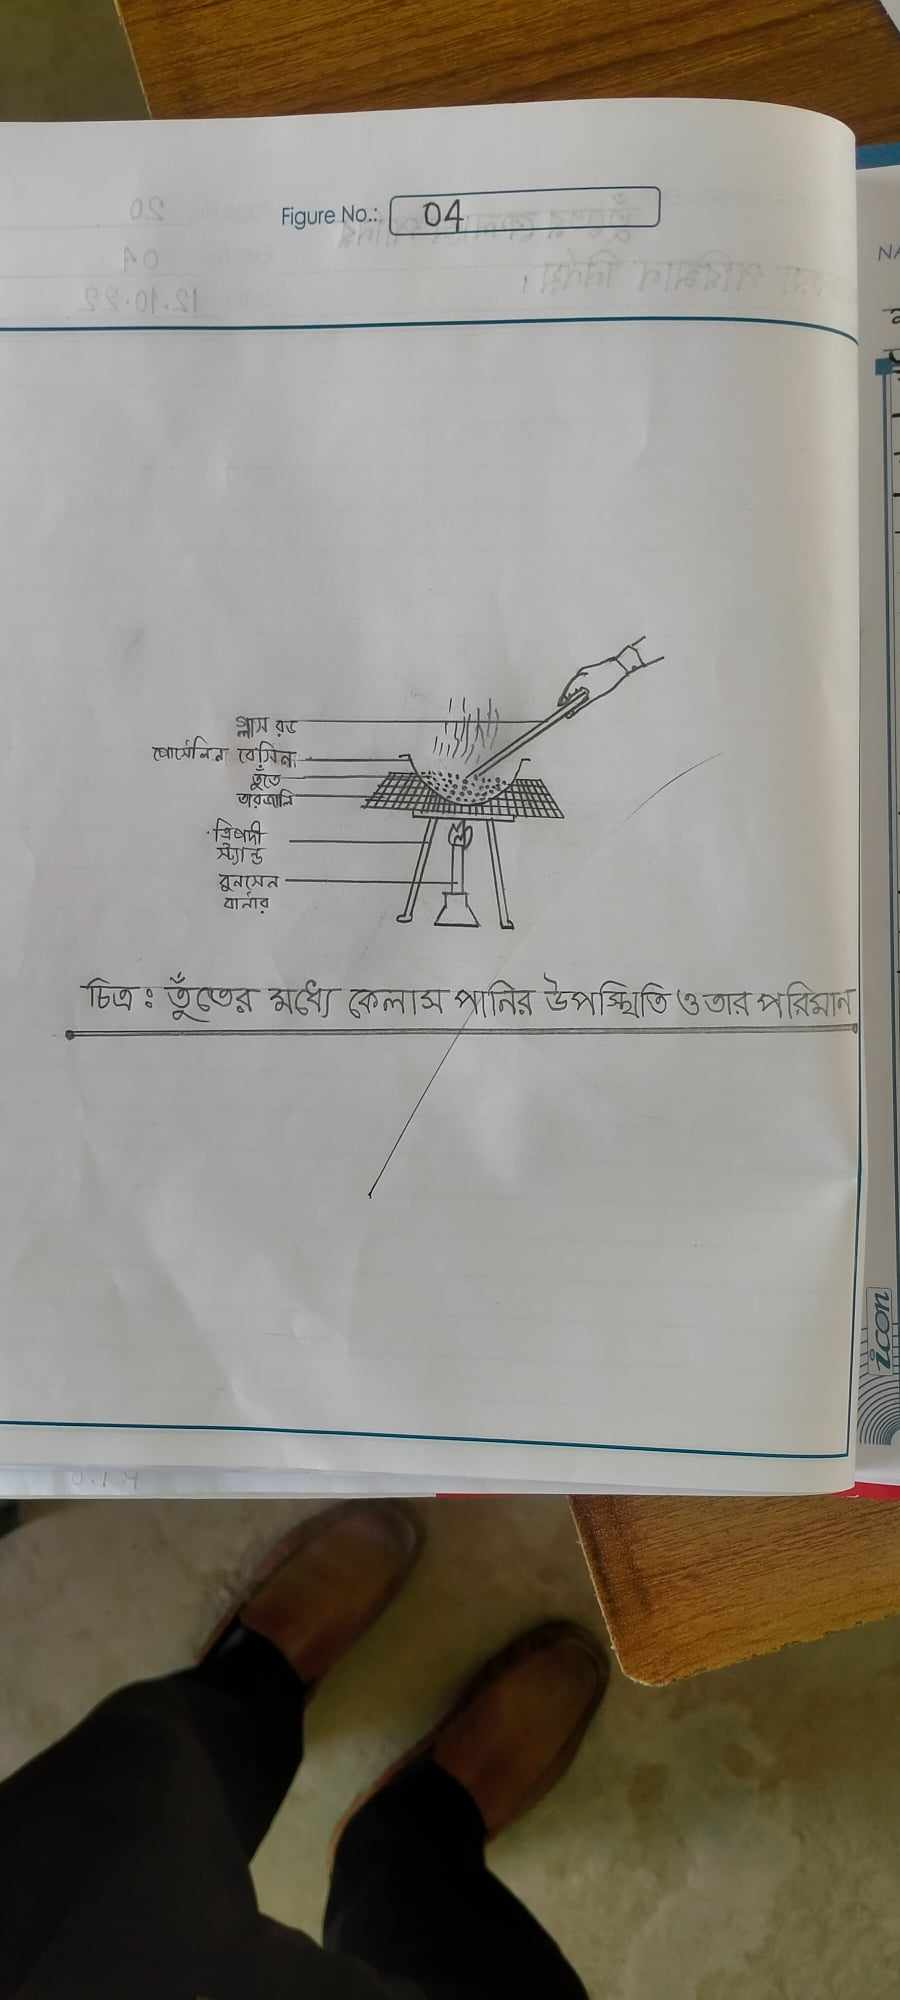 Figure No.: 04
গ্লাস রড
পোর্সেলিন বেসিন
তুঁতে
তারজালি
ত্রিপদী
স্ট্যান্ড
বুনসেন
বার্নার
চিত্র : তুঁতের মধ্যে কেলাস পানির উপস্থিতি ও তার পরিমান
icon